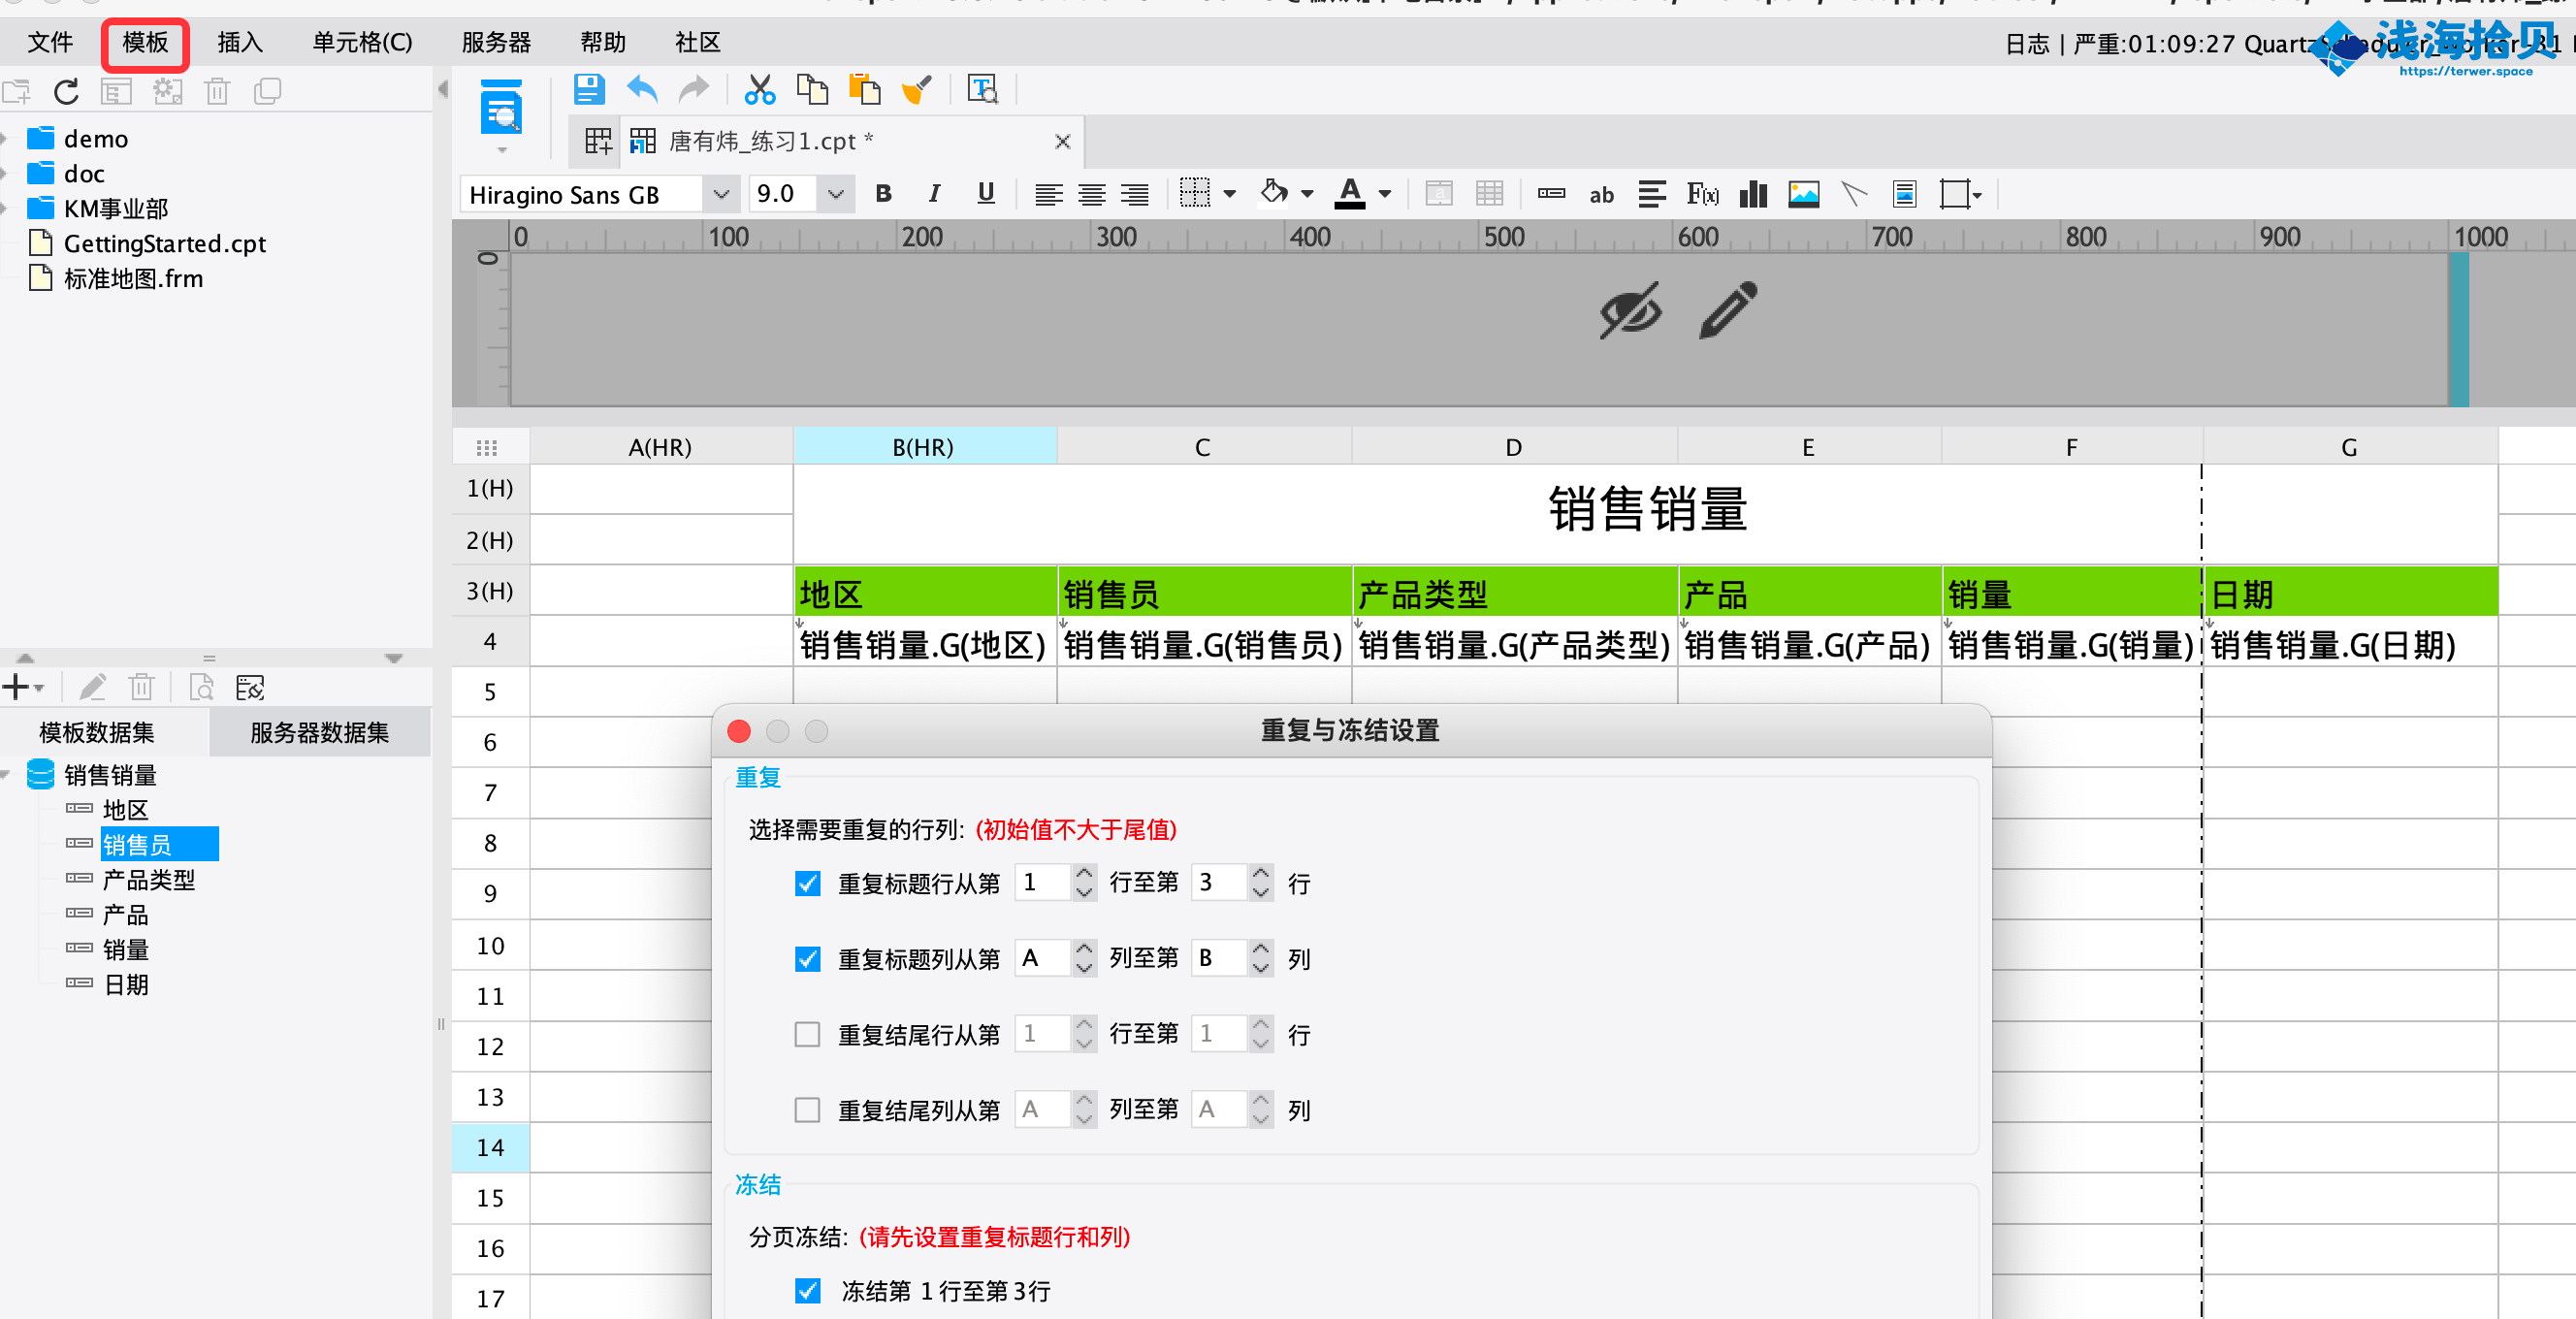 文件 模板 插入 单元格(C) 服务器 帮助 社区
日志 | 严重:01:09:27
浅海拾贝
https://terwer.space
demo
doc
KM事业部
GettingStarted.cpt
标准地图.frm
唐有炜_练习1.cpt *
Hiragino Sans GB 9.0 B I U A ab F(x)
0 100 200 300 400 500 600 700 800 900 1000
0
A(HR) B(HR) C D E F G
1(H)
销售销量
2(H)
3(H) 地区 销售员 产品类型 产品 销量 日期
4 销售销量.G(地区) 销售销量.G(销售员) 销售销量.G(产品类型) 销售销量.G(产品) 销售销量.G(销量) 销售销量.G(日期)
5
6
7
8
9
10
11
12
13
14
15
16
17
模板数据集 服务器数据集
销售销量
地区
销售员
产品类型
产品
销量
日期
重复与冻结设置
重复
选择需要重复的行列: (初始值不大于尾值)
重复标题行从第 1 行至第 3 行
重复标题列从第 A 列至第 B 列
重复结尾行从第 1 行至第 1 行
重复结尾列从第 A 列至第 A 列
冻结
分页冻结: (请先设置重复标题行和列)
冻结第 1 行至第 3行